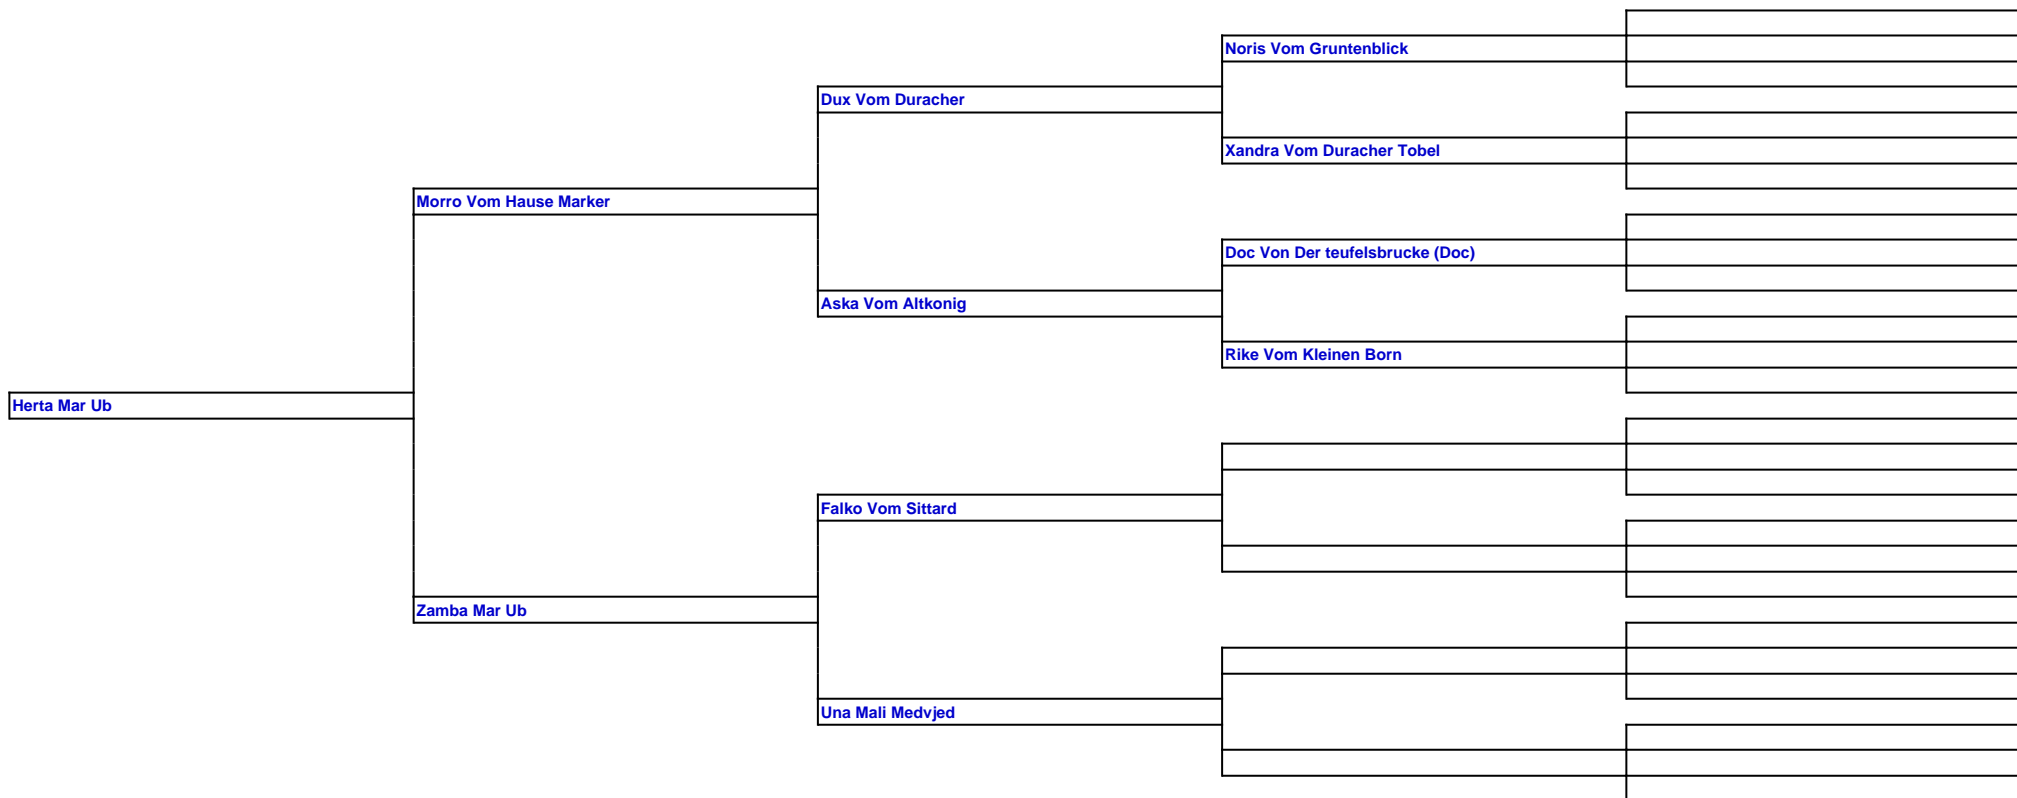 Noris Vom Gruntenblick
Dux Vom Duracher
Xandra Vom Duracher Tobel
Morro Vom Hause Marker
Doc Von Der teufelsbrucke (Doc)
Aska Vom Altkonig
Rike Vom Kleinen Born
Herta Mar Ub
Falko Vom Sittard
Zamba Mar Ub
Una Mali Medvjed